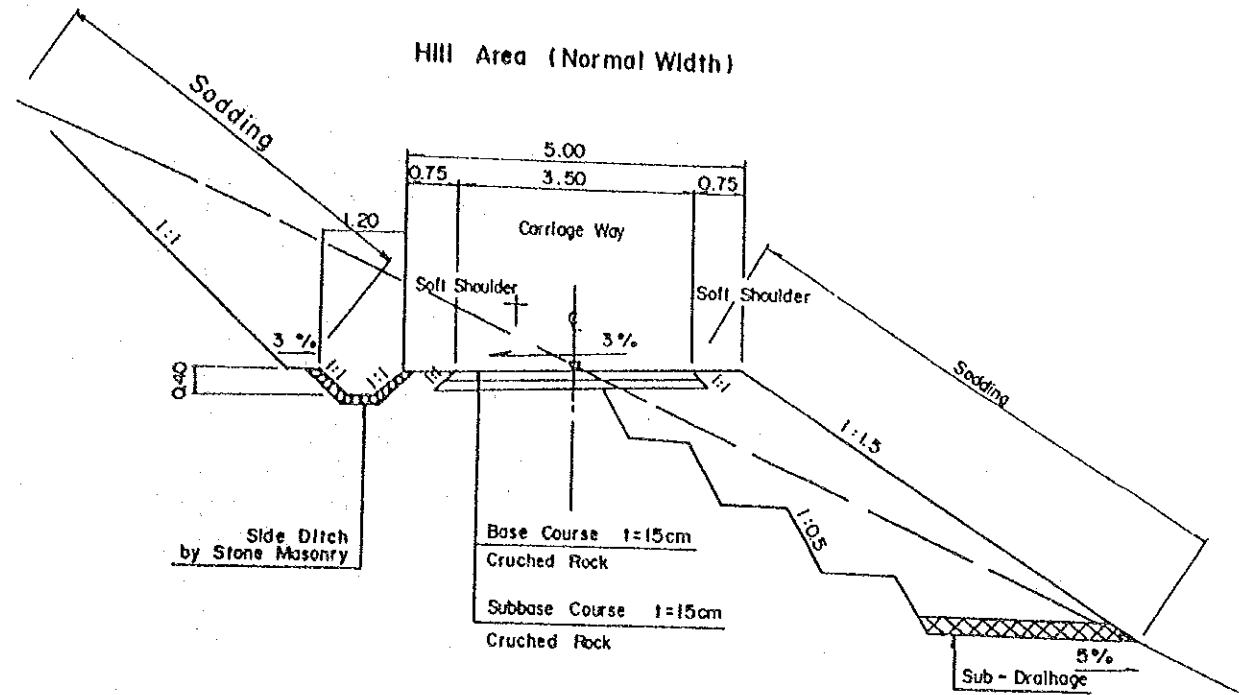 Hill Area (Normal Width)
Sodding
5.00
0.75
3.50
0.75
1:1
1.20
Carriage Way
Soft Shoulder
Soft Shoulder
℄
3 %
3%
1:1
1:1
1:1
1:1
0.40
Sodding
1:1.5
1:0.5
Side Ditch
by Stone Masonry
Base Course t=15cm
Cruched Rock
Subbase Course t=15cm
Cruched Rock
5%
Sub-Drainage